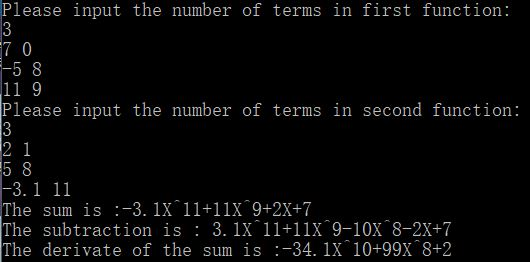 Please input the number of terms in first function:
3
7 0
-5 8
11 9
Please input the number of terms in second function:
3
2 1
5 8
-3.1 11
The sum is :-3.1X^11+11X^9+2X+7
The subtraction is : 3.1X^11+11X^9-10X^8-2X+7
The derivate of the sum is :-34.1X^10+99X^8+2